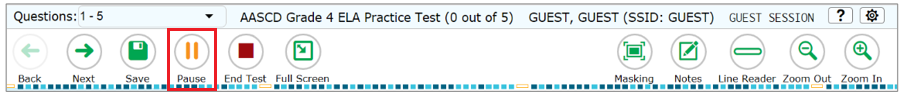 Questions: 1 - 5 AASCD Grade 4 ELA Practice Test (0 out of 5) GUEST, GUEST (SSID: GUEST) GUEST SESSION ?
Back Next Save Pause End Test Full Screen Masking Notes Line Reader Zoom Out Zoom In